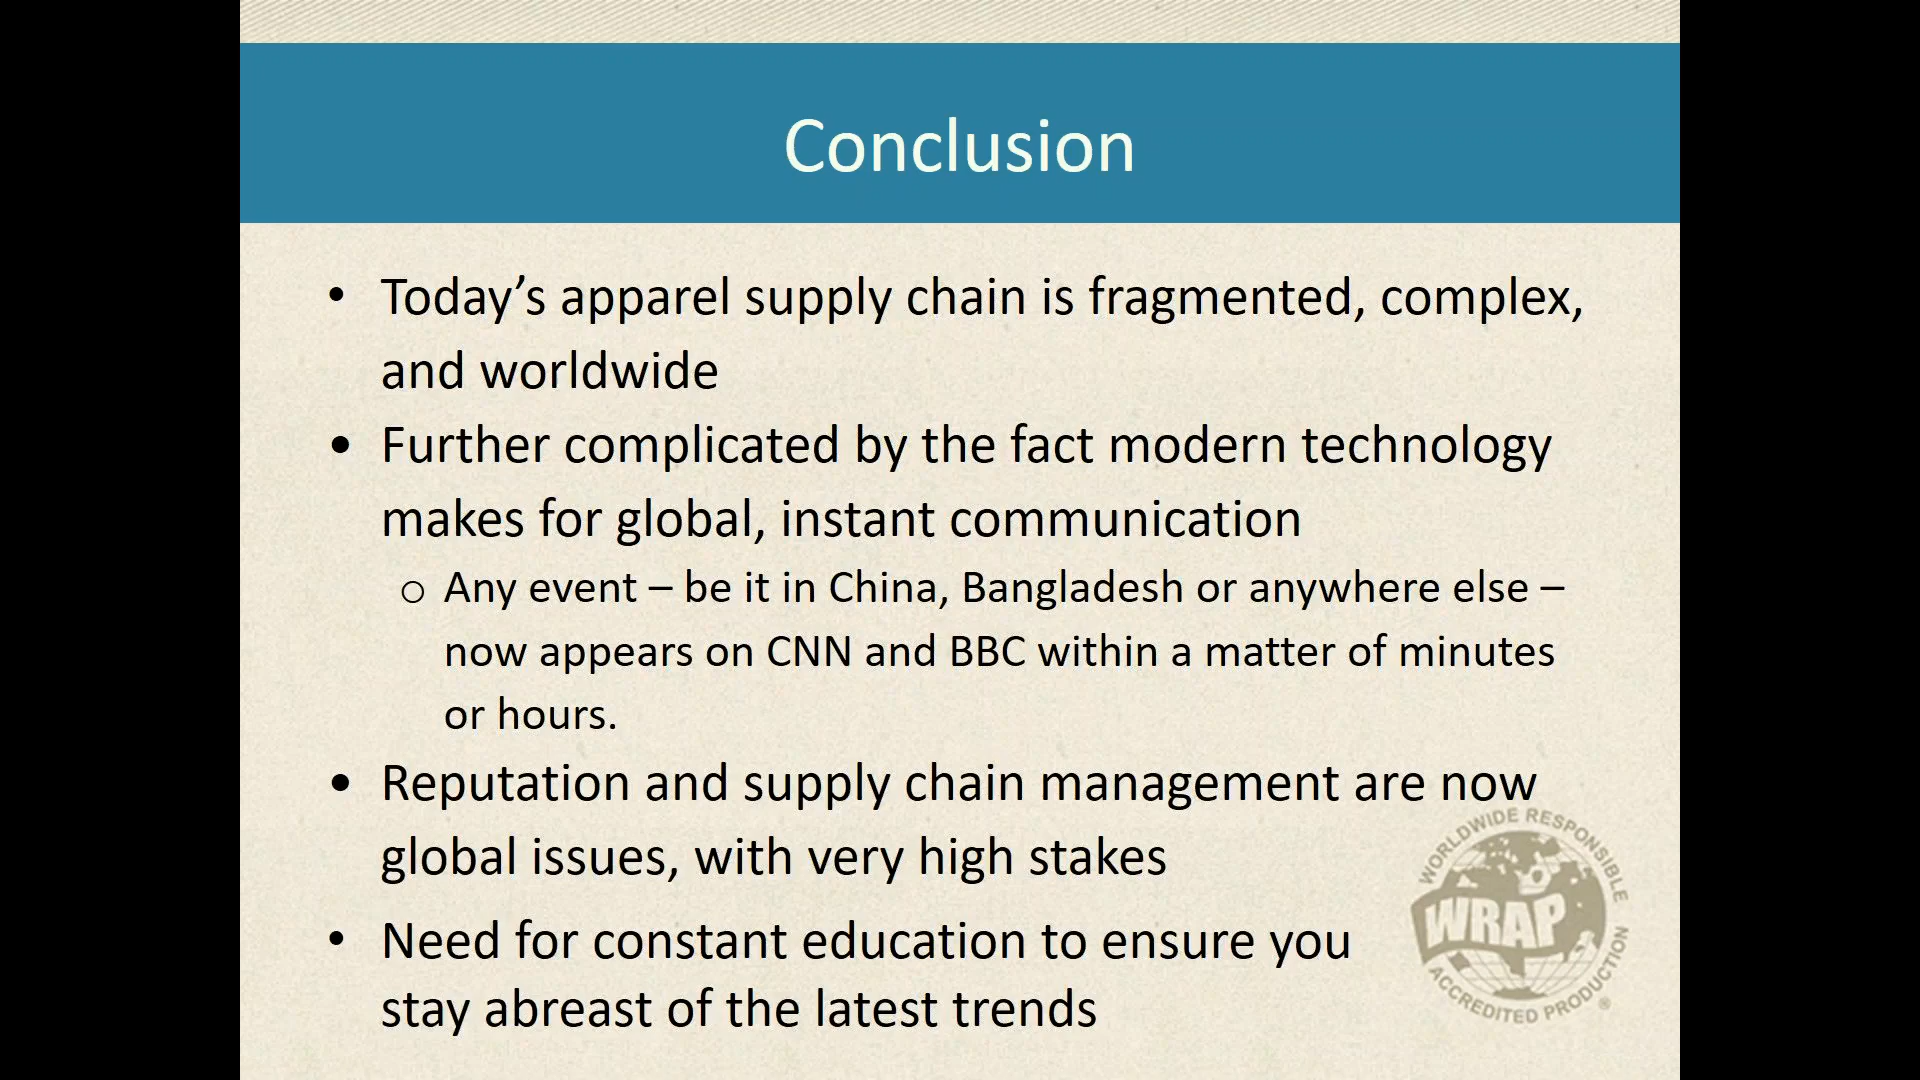 Conclusion
• Today’s apparel supply chain is fragmented, complex,
and worldwide
• Further complicated by the fact modern technology
makes for global, instant communication
o Any event – be it in China, Bangladesh or anywhere else –
now appears on CNN and BBC within a matter of minutes
or hours.
• Reputation and supply chain management are now
global issues, with very high stakes
• Need for constant education to ensure you
stay abreast of the latest trends
WORLDWIDE RESPONSIBLE
WRAP
ACCREDITED PRODUCTION
®